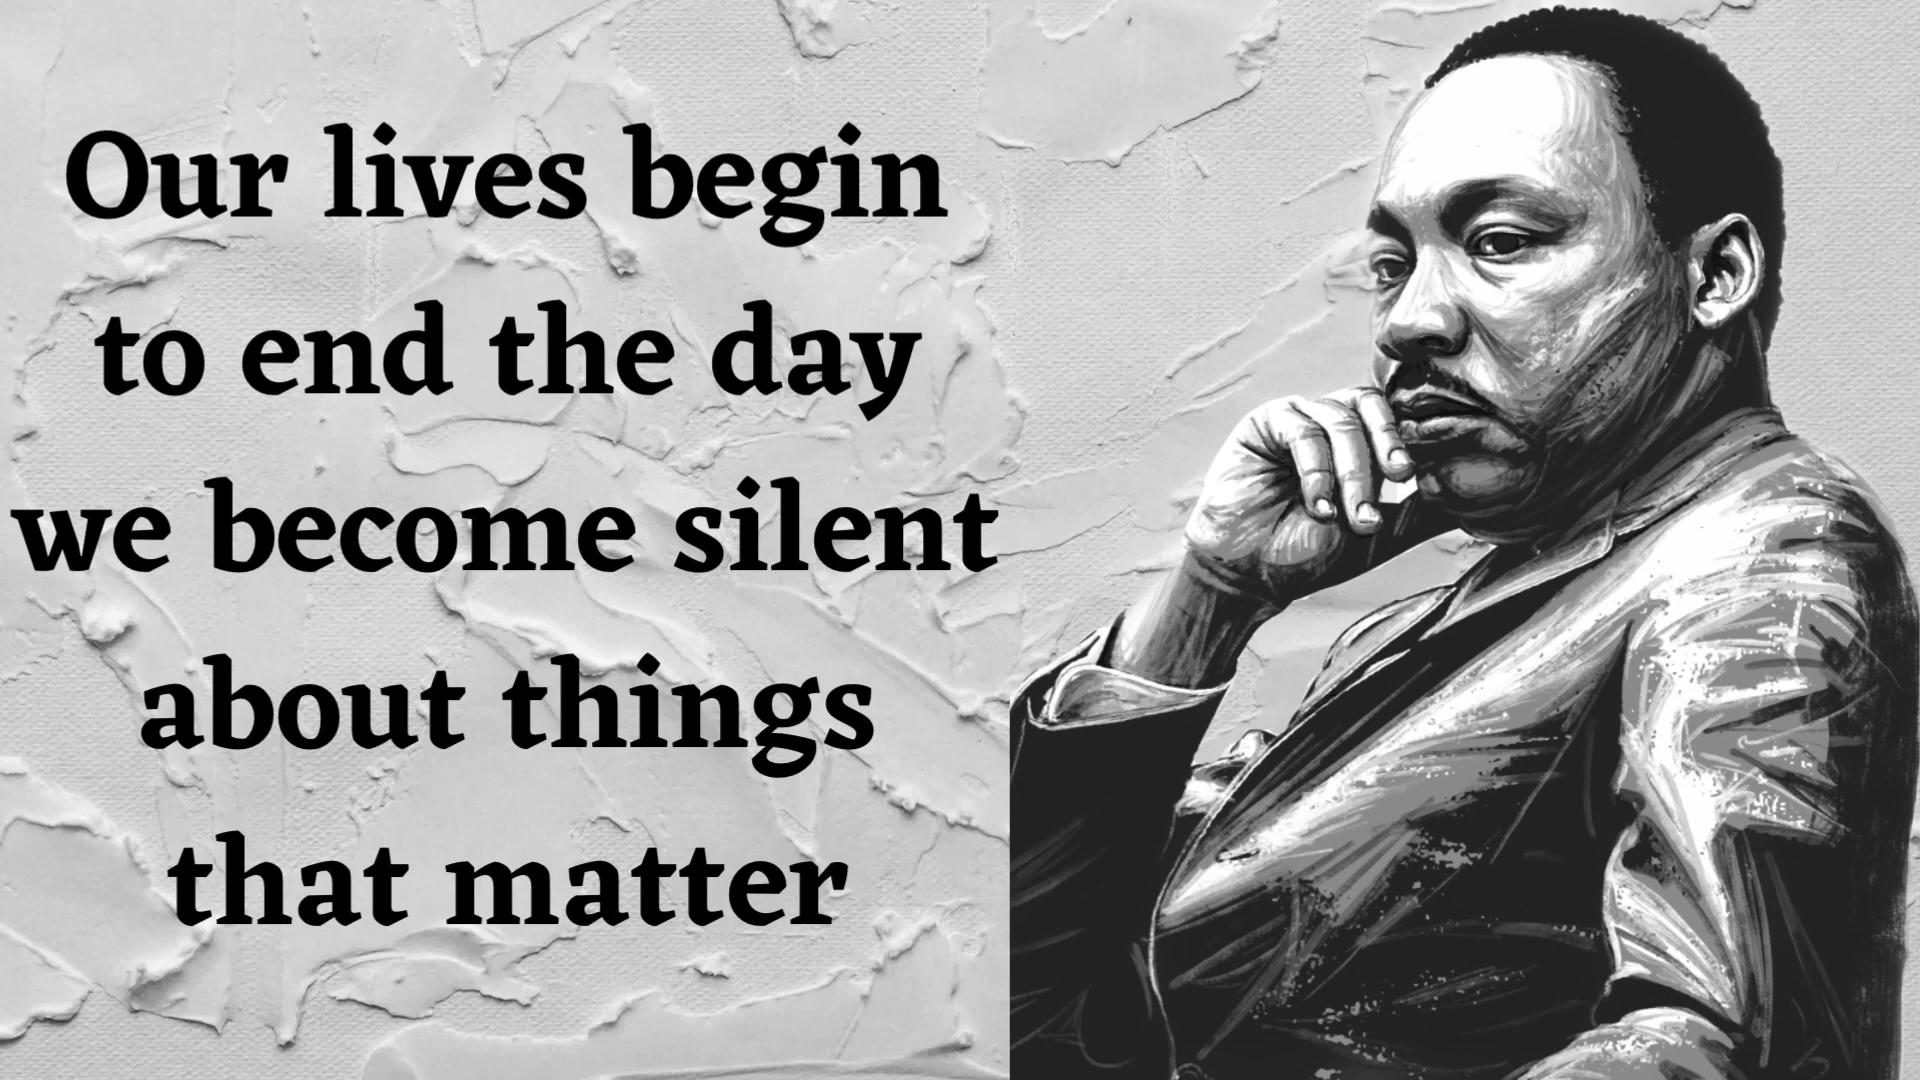 Our lives begin
to end the day
we become silent
about things
that matter